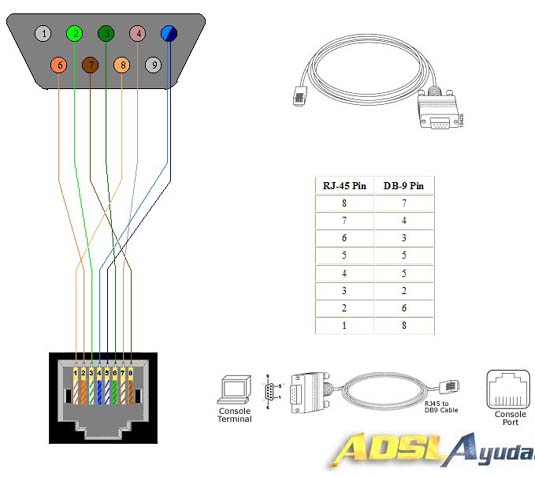 1 2 3 4
6 7 8 9
RJ-45 Pin DB-9 Pin
8 7
7 4
6 3
5 5
4 5
3 2
2 6
1 8
1 2 3 4 5 6 7 8
Console
Terminal
RJ45 to
DB9 Cable
Console
Port
ADSLAyuda.